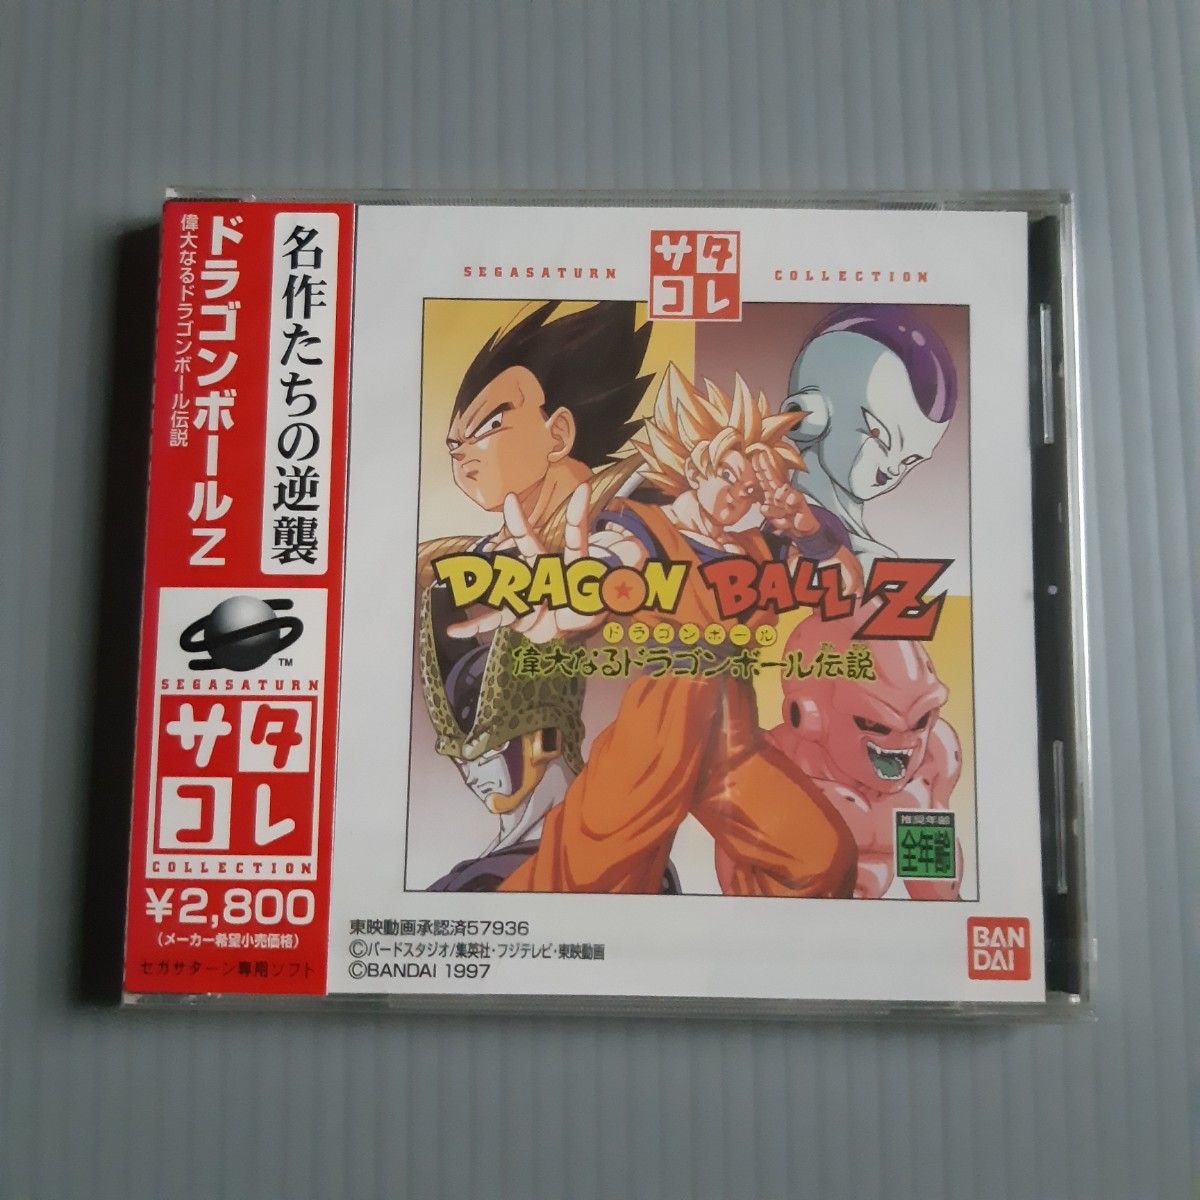 名作たちの逆襲
ドラゴンボールZ
偉大なるドラゴンボール伝説
TM
SEGASATURN
サタ
コレ
COLLECTION
¥2,800
(メーカー希望小売価格)
セガサターン専用ソフト
SEGASATURN
サタ
コレ
COLLECTION
DRAGON BALL Z
ドラゴンボール
偉大なるドラゴンボール伝説
推奨年齢
全年齢
東映動画承認済57936
©バードスタジオ/集英社・フジテレビ・東映動画
©BANDAI 1997
BAN
DAI